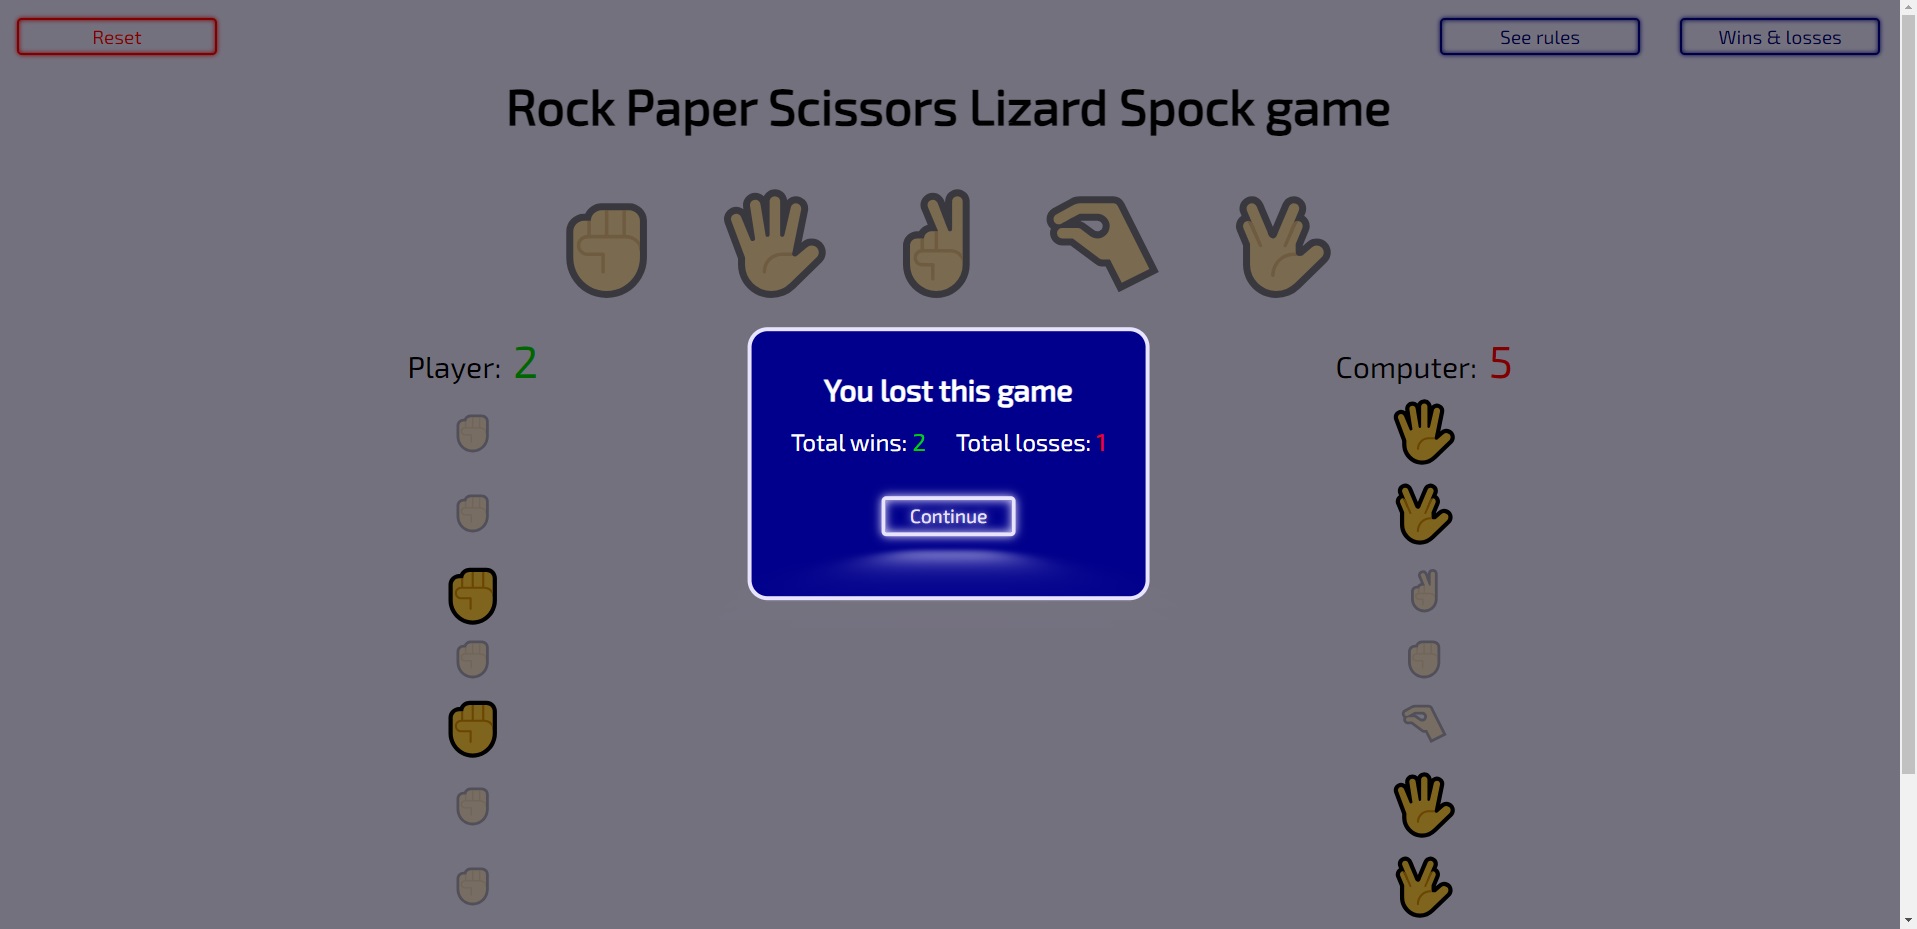 Reset
See rules
Wins & losses
Rock Paper Scissors Lizard Spock game
Player: 2
Computer: 5
You lost this game
Total wins: 2 Total losses: 1
Continue